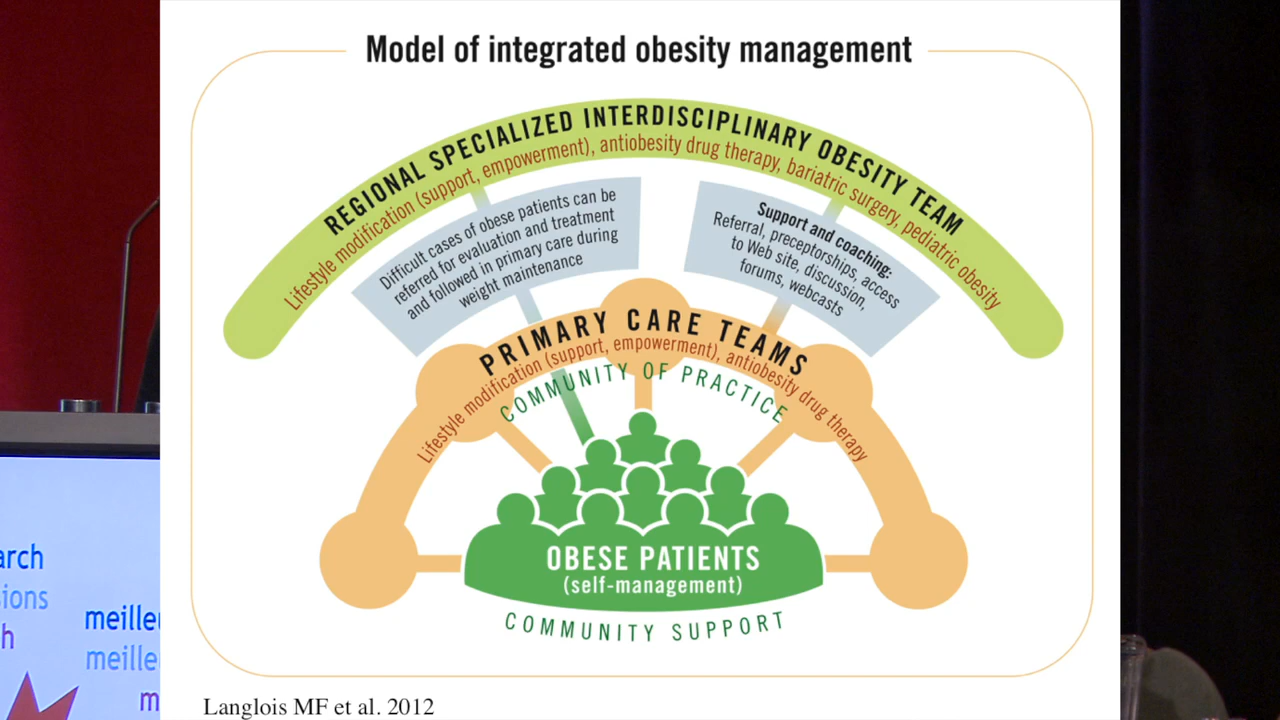 Model of integrated obesity management
REGIONAL SPECIALIZED INTERDISCIPLINARY OBESITY TEAM
Lifestyle modification (support, empowerment), antiobesity drug therapy, bariatric surgery, pediatric obesity
Difficult cases of obese patients can be
referred for evaluation and treatment
and followed in primary care during
weight maintenance
Support and coaching:
Referral, preceptorships, access
to Web site, discussion,
forums, webcasts
PRIMARY CARE TEAMS
Lifestyle modification (support, empowerment), antiobesity drug therapy
COMMUNITY OF PRACTICE
OBESE PATIENTS
(self-management)
COMMUNITY SUPPORT
Langlois MF et al. 2012